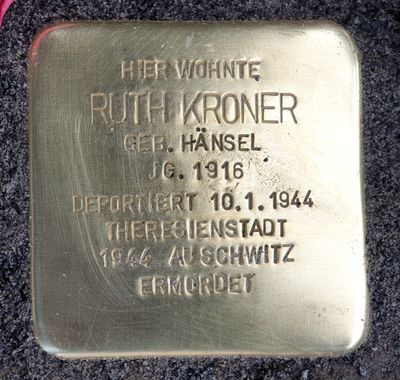 HIER WOHNTE
RUTH KRONER
GEB. HÄNSEL
JG. 1916
DEPORTIERT 10.1.1944
THERESIENSTADT
1944 AUSCHWITZ
ERMORDET